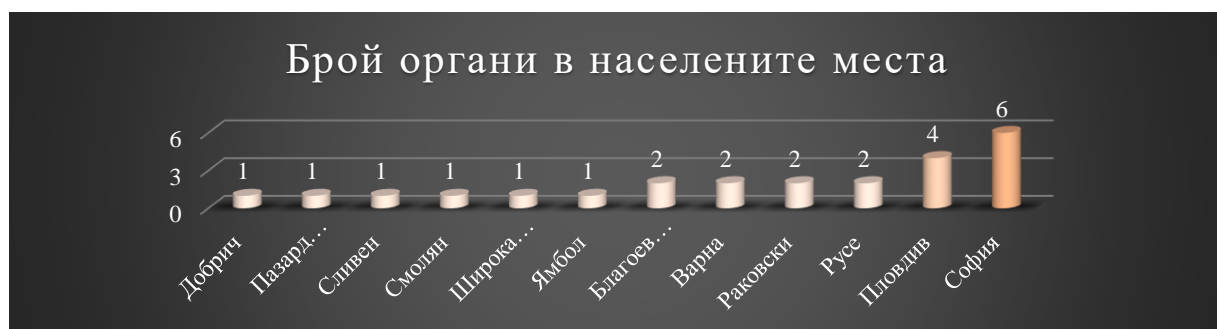 Брой органи в населените места
6
3
0
1
1
1
1
1
1
2
2
2
2
4
6
Добрич
Пазард…
Сливен
Смолян
Широка…
Ямбол
Благоев…
Варна
Раковски
Русе
Пловдив
София